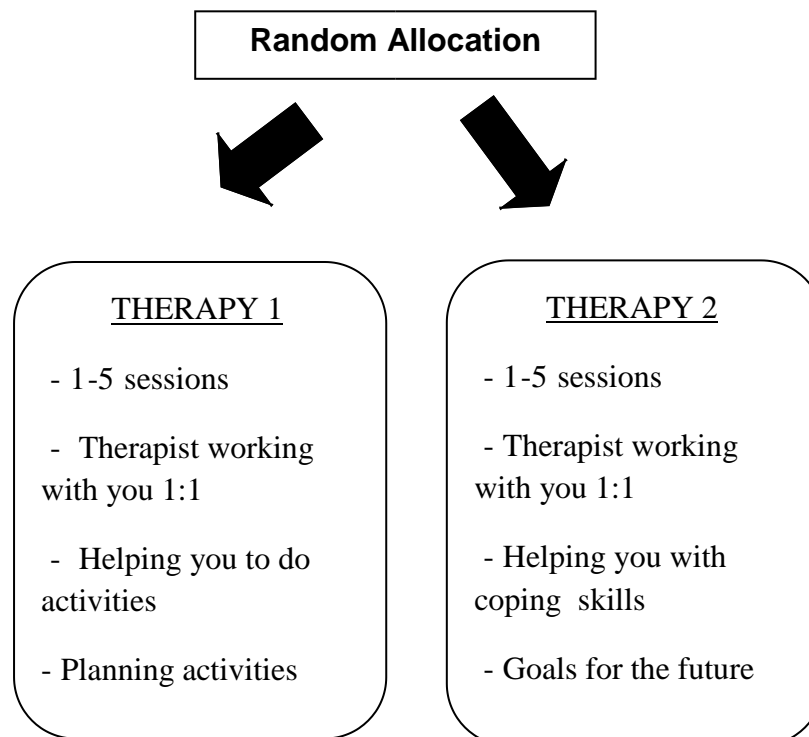 Random Allocation
THERAPY 1
- 1-5 sessions
- Therapist working
with you 1:1
- Helping you to do
activities
- Planning activities
THERAPY 2
- 1-5 sessions
- Therapist working
with you 1:1
- Helping you with
coping skills
- Goals for the future